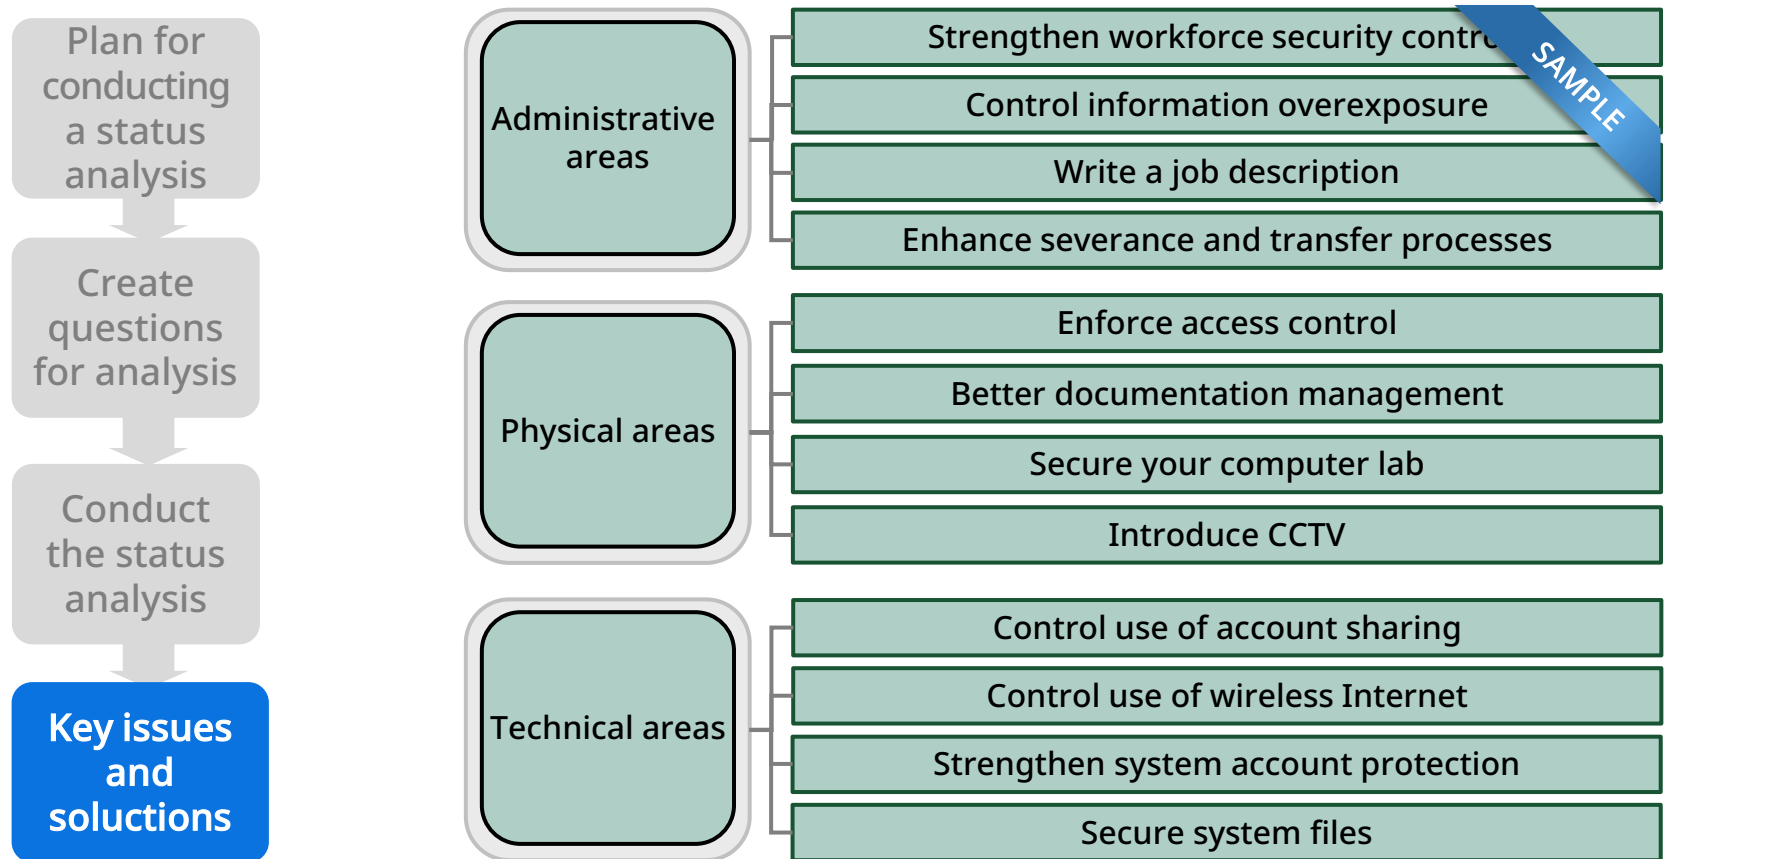 Plan for
conducting
a status
analysis
Create
questions
for analysis
Conduct
the status
analysis
Key issues
and
soluctions
Administrative
areas
Strengthen workforce security
Control information overexposure
Write a job description
Enhance severance and transfer processes
SAMPLE
Physical areas
Enforce access control
Better documentation management
Secure your computer lab
Introduce CCTV
Technical areas
Control use of account sharing
Control use of wireless Internet
Strengthen system account protection
Secure system files